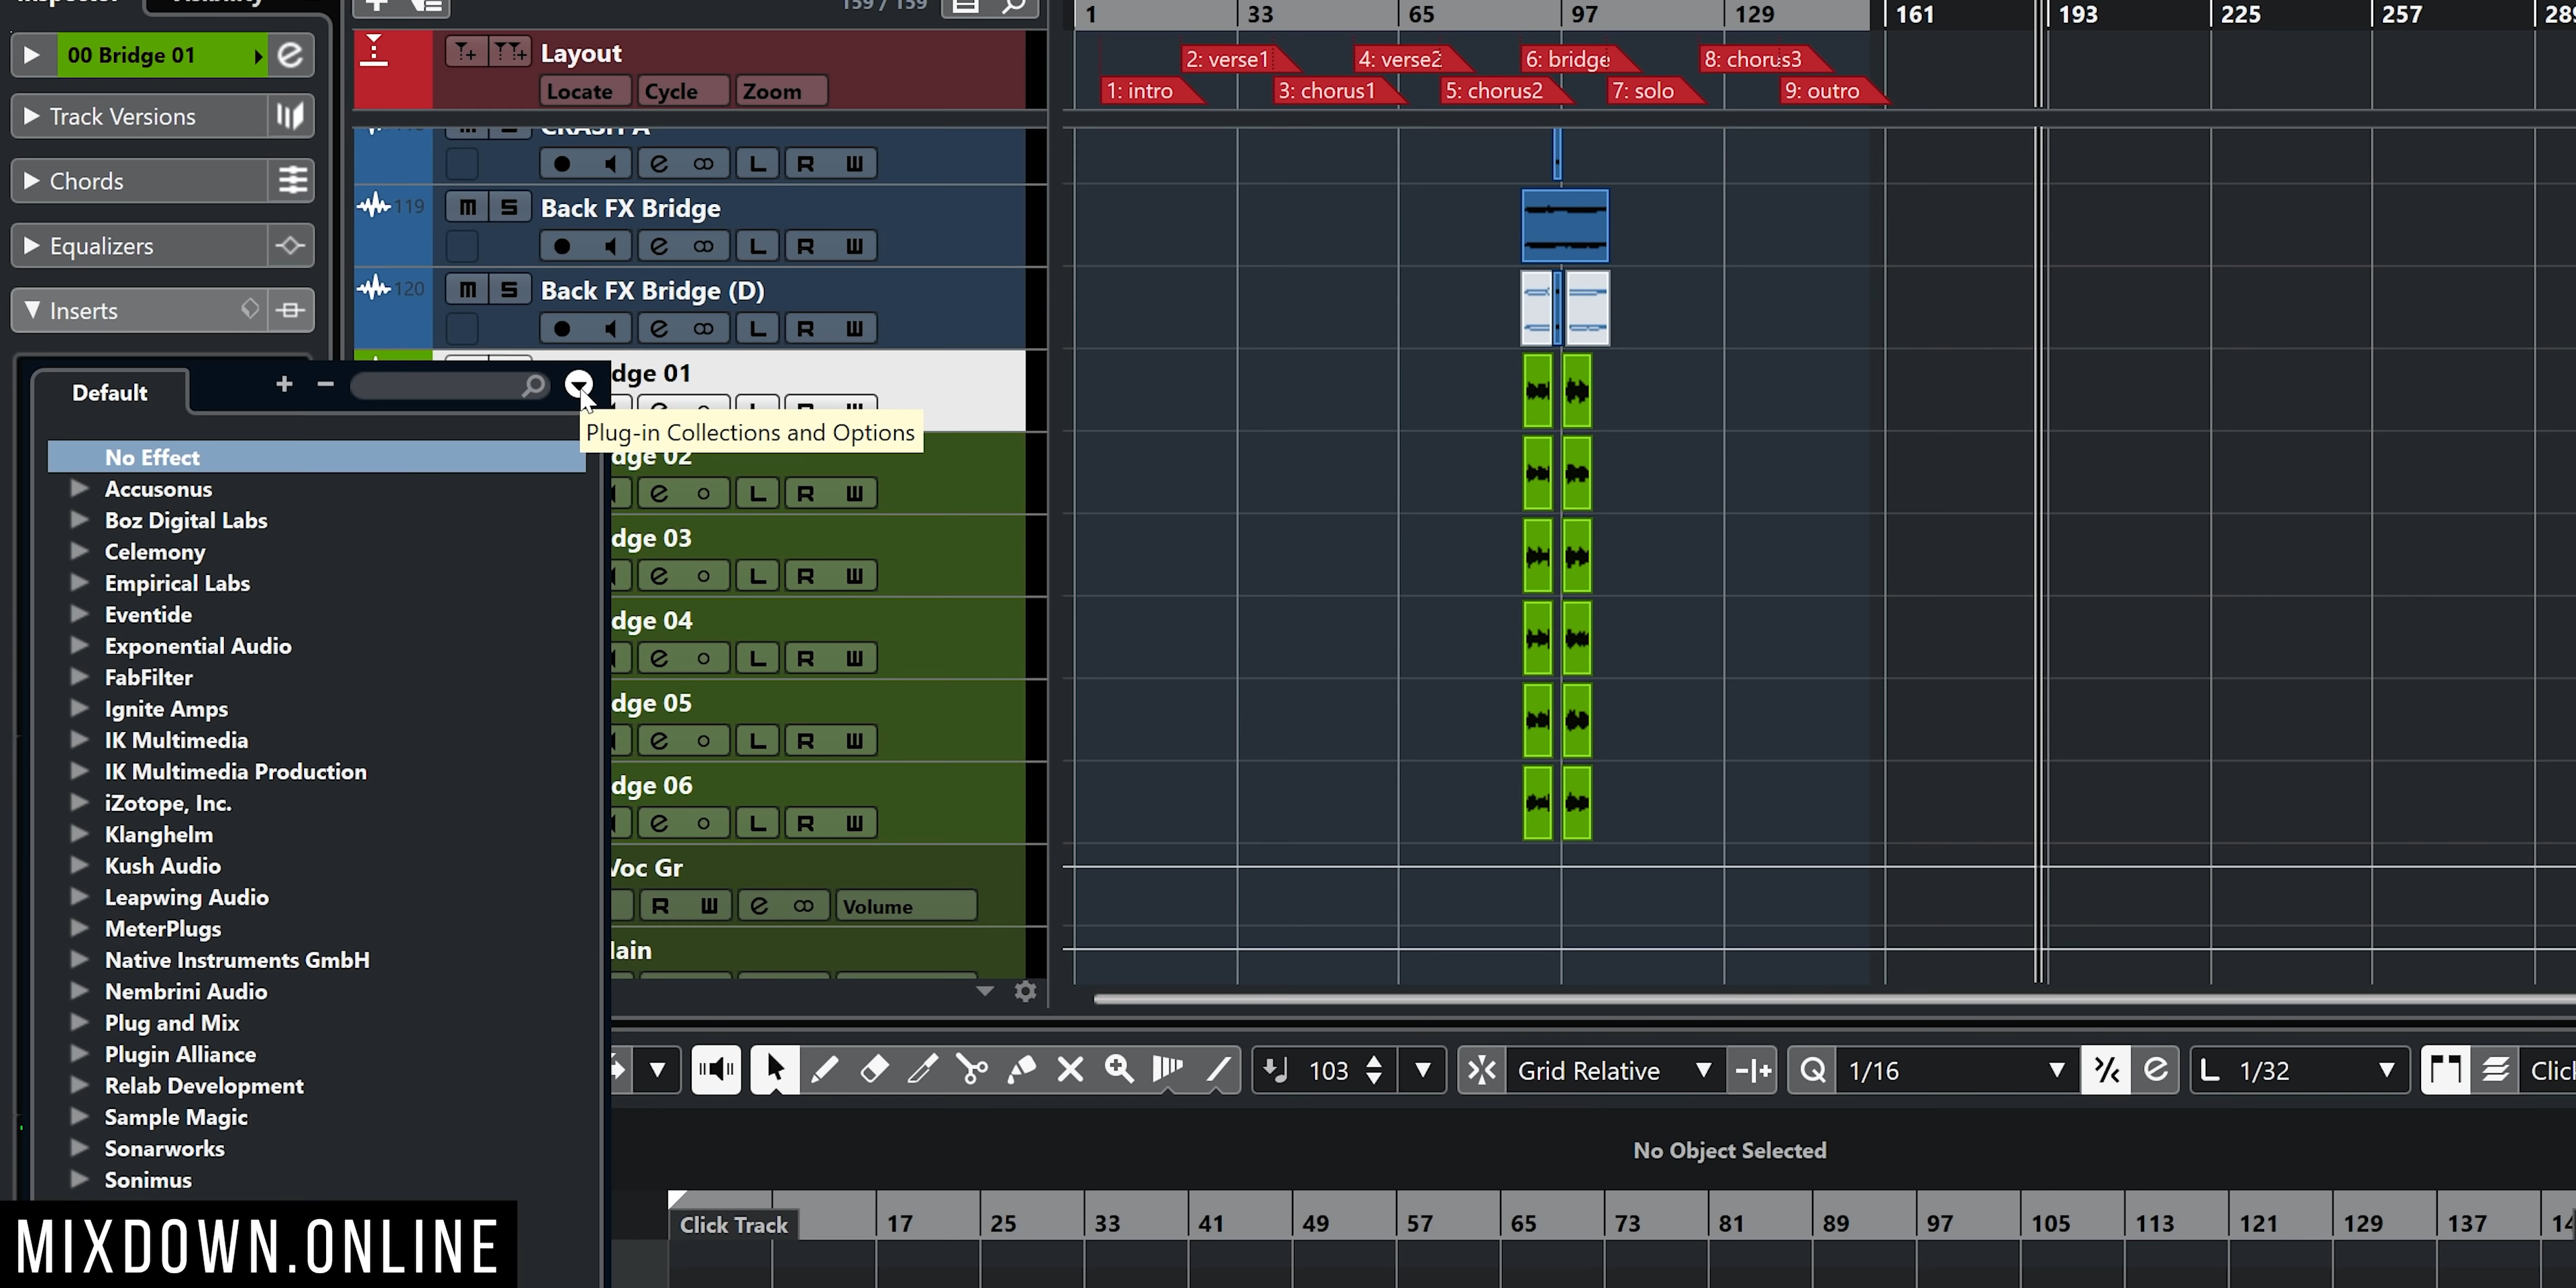 Inspector
Visibility
159 / 159
1 33 65 97 129 161 193 225 257
00 Bridge 01
Track Versions
Chords
Equalizers
Inserts
Layout
Locate Cycle Zoom
2: verse1 4: verse2 6: bridge 8: chorus3
1: intro 3: chorus1 5: chorus2 7: solo 9: outro
CRASH A
L R W
119 m S Back FX Bridge
L R W
120 m S Back FX Bridge (D)
L R W
dge 01
Default
Plug-in Collections and Options
dge 02
L R W
dge 03
L R W
dge 04
L R W
dge 05
L R W
dge 06
L R W
Voc Gr
R W Volume
No Effect
Accusonus
Boz Digital Labs
Celemony
Empirical Labs
Eventide
Exponential Audio
FabFilter
Ignite Amps
IK Multimedia
IK Multimedia Production
iZotope, Inc.
Klanghelm
Kush Audio
Leapwing Audio
MeterPlugs
Native Instruments GmbH
Nembrini Audio
Plug and Mix
Plugin Alliance
Relab Development
Sample Magic
Sonarworks
Sonimus
103 Grid Relative Q 1/16 L 1/32
No Object Selected
Click Track 17 25 33 41 49 57 65 73 81 89 97 105 113 121 129 137
MIXDOWN.ONLINE